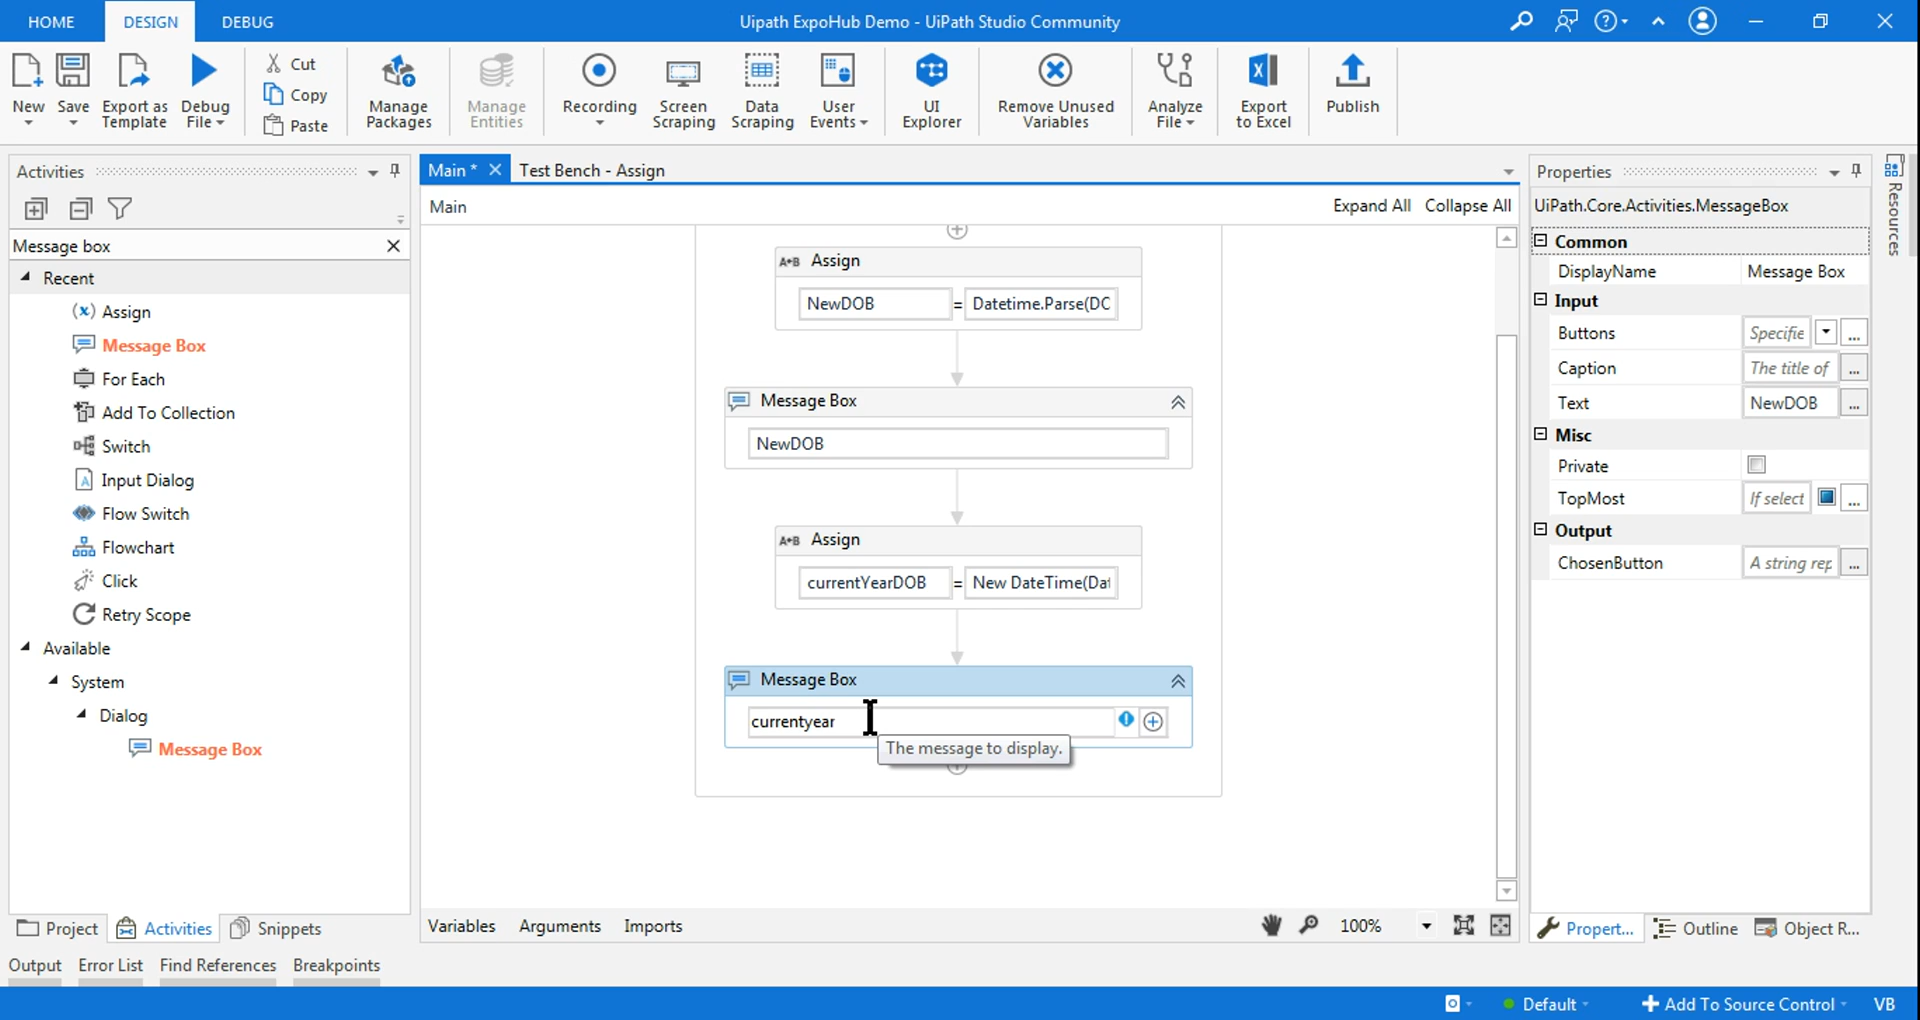 HOME DESIGN DEBUG Uipath ExpoHub Demo - UiPath Studio Community
New Save Export as Template Debug File Cut Copy Paste Manage Packages Manage Entities Recording Screen Scraping Data Scraping User Events UI Explorer Remove Unused Variables Analyze File Export to Excel Publish
Activities
Message box
Recent
Assign
Message Box
For Each
Add To Collection
Switch
Input Dialog
Flow Switch
Flowchart
Click
Retry Scope
Available
System
Dialog
Message Box
Project Activities Snippets
Main * Test Bench - Assign
Main Expand All Collapse All
A+B Assign
NewDOB = Datetime.Parse(DC
Message Box
NewDOB
A+B Assign
currentYearDOB = New DateTime(Dat
Message Box
currentyear
The message to display.
Variables Arguments Imports 100%
Properties
UiPath.Core.Activities.MessageBox
Common
DisplayName Message Box
Input
Buttons Specifie ...
Caption The title of ...
Text NewDOB ...
Misc
Private
TopMost If select ...
Output
ChosenButton A string rep ...
Propert... Outline Object R...
Resources
Output Error List Find References Breakpoints
Default Add To Source Control VB